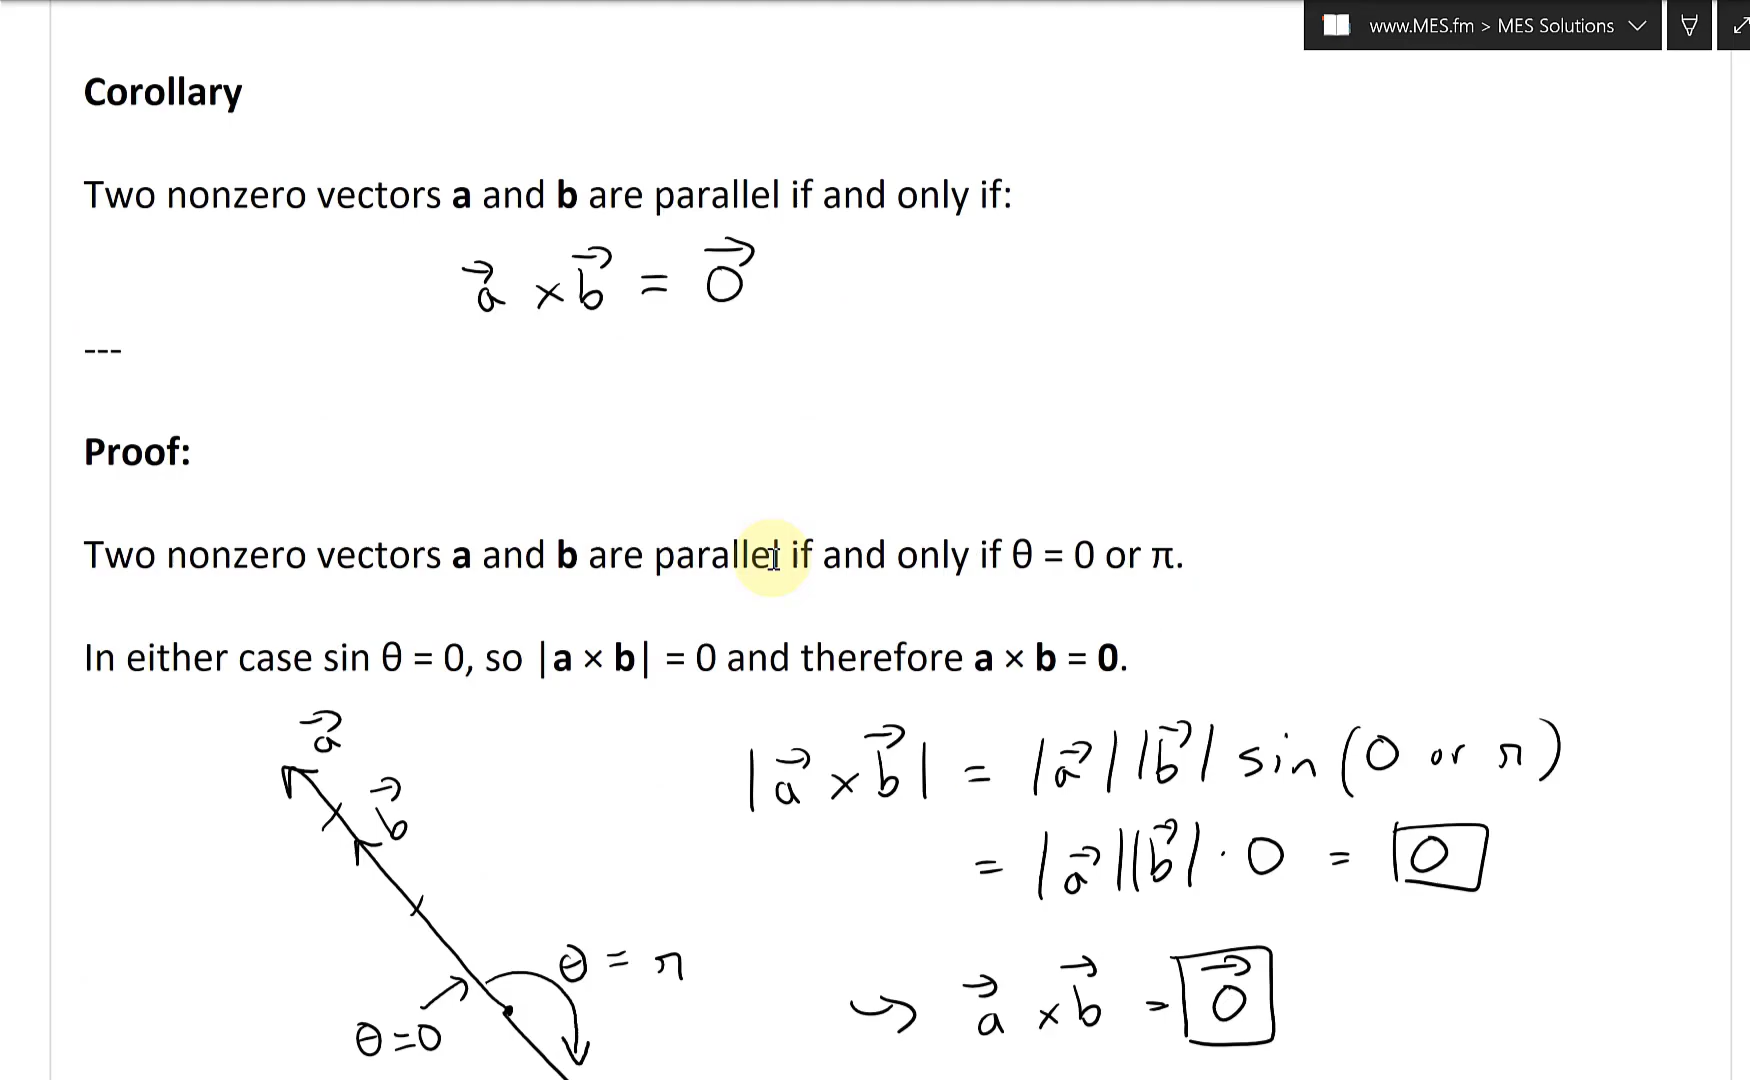 www.MES.fm > MES Solutions
Corollary
Two nonzero vectors a and b are parallel if and only if:
a⃗ × b⃗ = 0⃗
---
Proof:
Two nonzero vectors a and b are parallel if and only if θ = 0 or π.
In either case sin θ = 0, so |a × b| = 0 and therefore a × b = 0.
a⃗
b⃗
θ = π
θ = 0
|a⃗ × b⃗| = |a⃗||b⃗| sin(0 or π)
= |a⃗||b⃗| · 0 = 0
↪ a⃗ × b⃗ = 0⃗